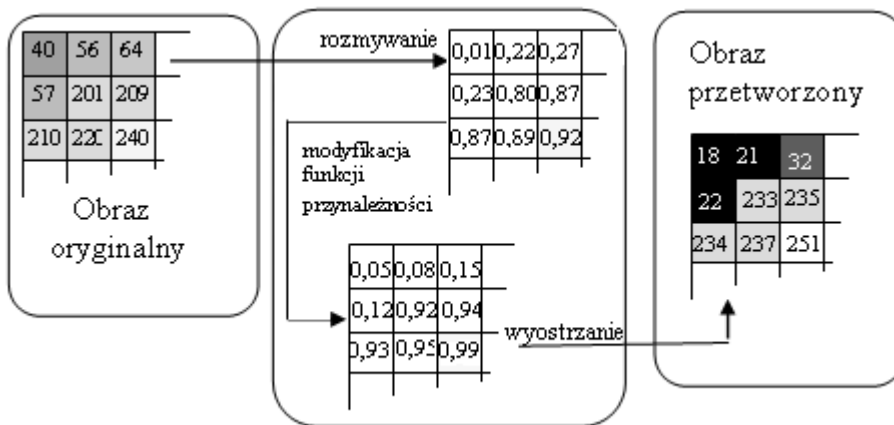 40 56 64
57 201 209
210 220 240
Obraz
oryginalny
rozmywanie
0,01 0,22 0,27
0,23 0,80 0,87
0,87 0,89 0,92
modyfikacja
funkcji
przynależności
0,05 0,08 0,15
0,12 0,92 0,94
0,93 0,95 0,99
wyostrzanie
Obraz
przetworzony
18 21 32
22 233 235
234 237 251